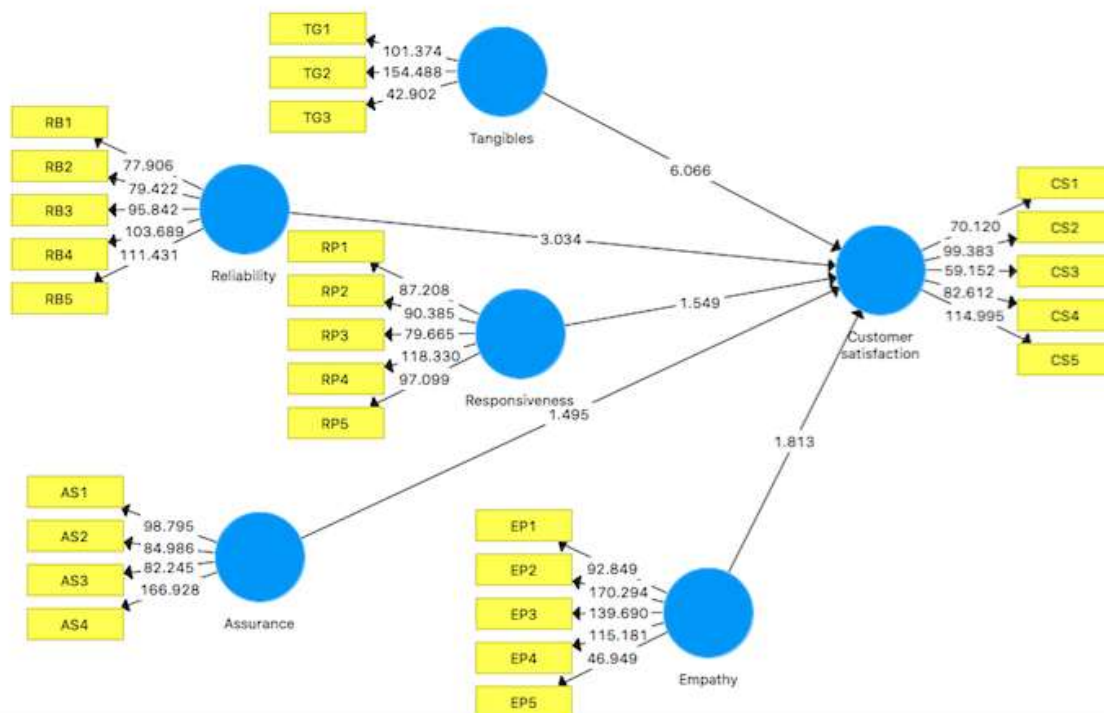 TG1
TG2
TG3
101.374
154.488
42.902
Tangibles
6.066
RB1
RB2
RB3
RB4
RB5
77.906
79.422
95.842
103.689
111.431
Reliability
3.034
RP1
RP2
RP3
RP4
RP5
87.208
90.385
79.665
118.330
97.099
Responsiveness
1.549
CS1
CS2
CS3
CS4
CS5
70.120
99.383
59.152
82.612
114.995
Customer
satisfaction
1.495
1.813
AS1
AS2
AS3
AS4
98.795
84.986
82.245
166.928
Assurance
EP1
EP2
EP3
EP4
EP5
92.849
170.294
139.690
115.181
46.949
Empathy